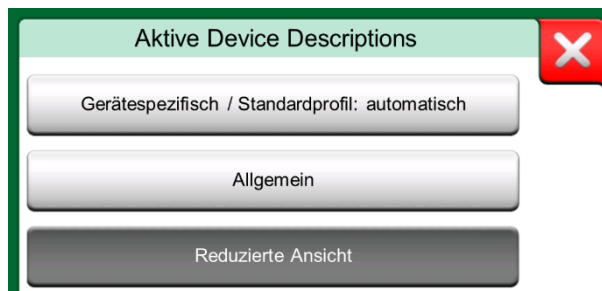 Aktive Device Descriptions
Gerätespezifisch / Standardprofil: automatisch
Allgemein
Reduzierte Ansicht